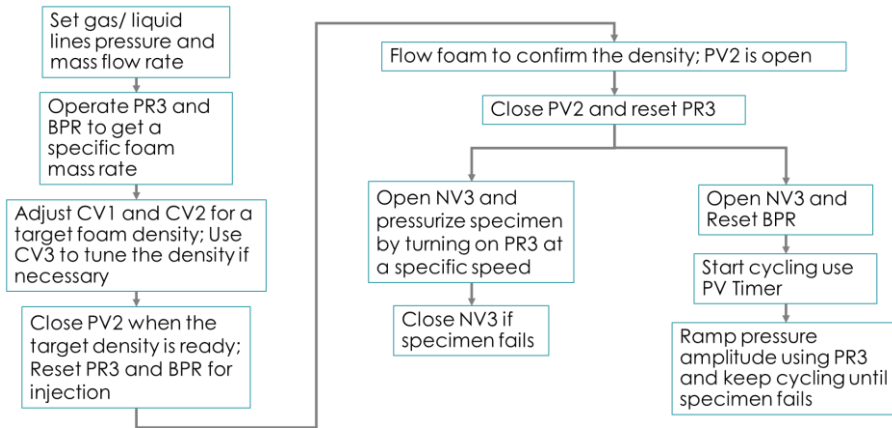 Set gas/ liquid
lines pressure and
mass flow rate
Operate PR3 and
BPR to get a
specific foam
mass rate
Adjust CV1 and CV2 for a
target foam density; Use
CV3 to tune the density if
necessary
Close PV2 when the
target density is ready;
Reset PR3 and BPR for
injection
Flow foam to confirm the density; PV2 is open
Close PV2 and reset PR3
Open NV3 and
pressurize specimen
by turning on PR3 at
a specific speed
Close NV3 if
specimen fails
Open NV3 and
Reset BPR
Start cycling use
PV Timer
Ramp pressure
amplitude using PR3
and keep cycling until
specimen fails